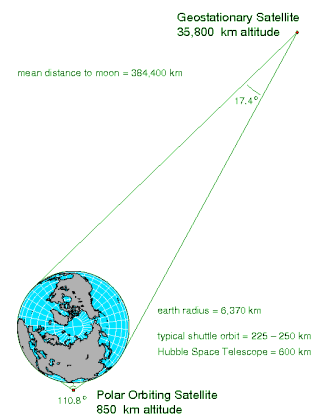 Geostationary Satellite
35,800 km altitude
mean distance to moon = 384,400 km
17.4°
earth radius = 6,370 km
typical shuttle orbit = 225 – 250 km
Hubble Space Telescope = 600 km
110.8°
Polar Orbiting Satellite
850 km altitude